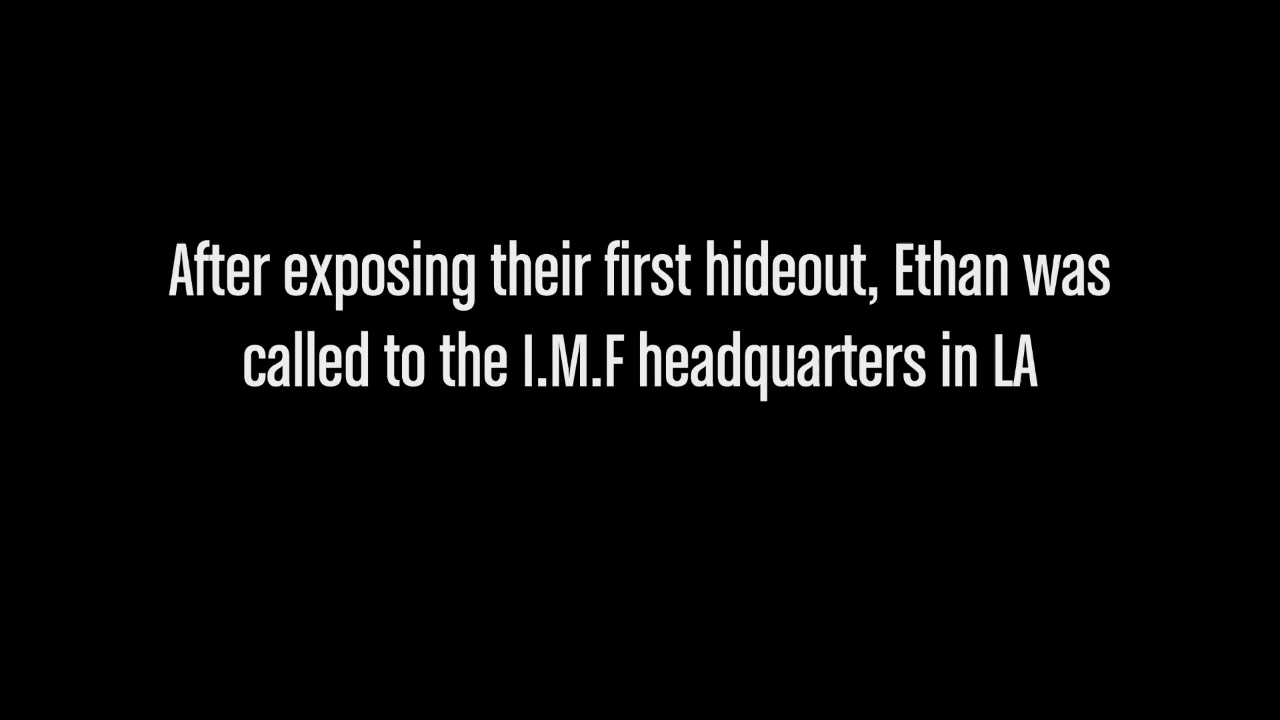 After exposing their first hideout, Ethan was
called to the I.M.F headquarters in LA